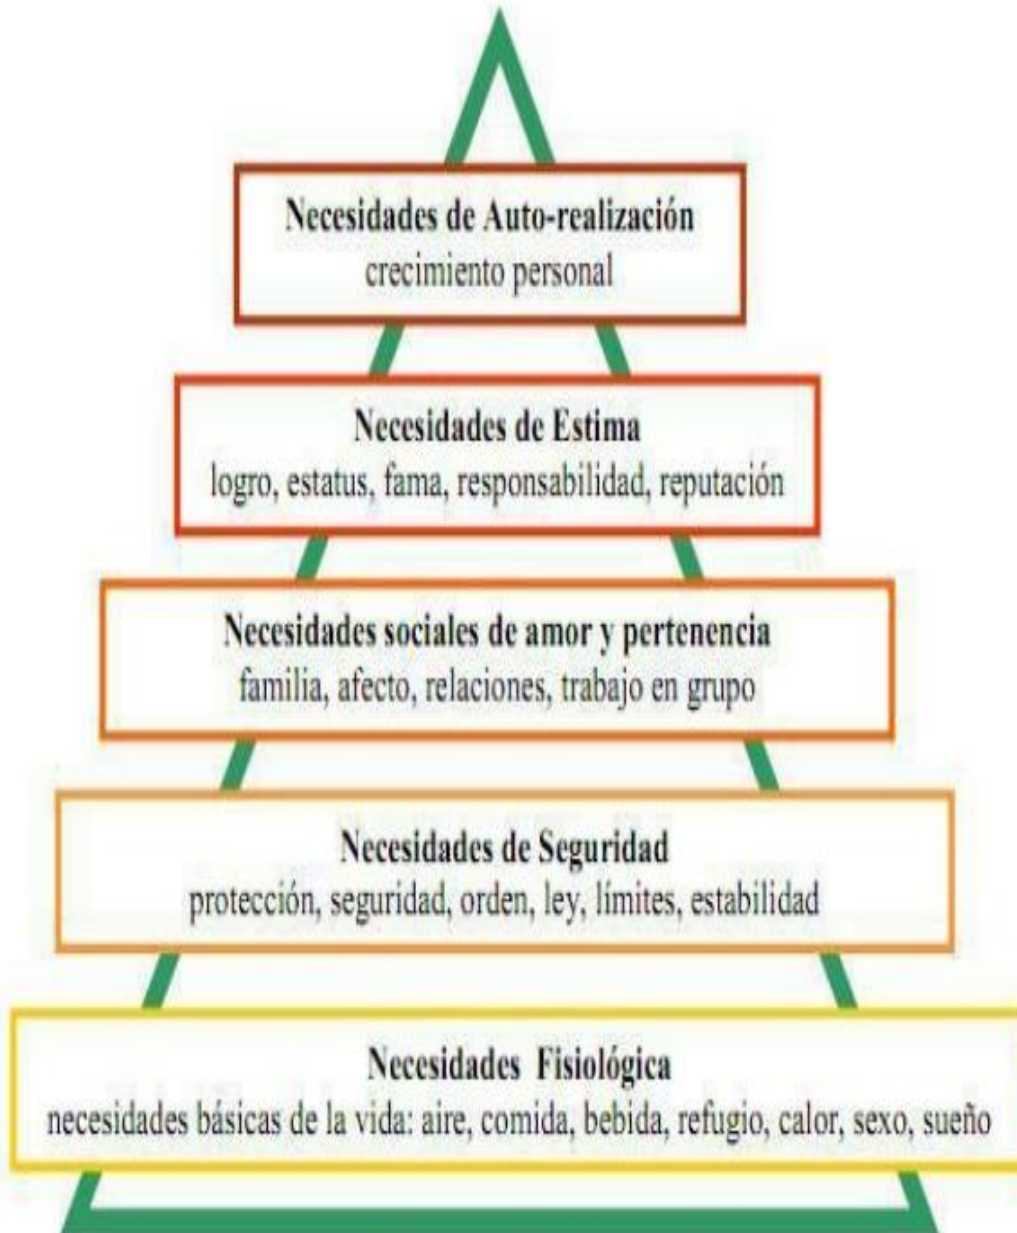 Necesidades de Auto-realización
crecimiento personal
Necesidades de Estima
logro, estatus, fama, responsabilidad, reputación
Necesidades sociales de amor y pertenencia
familia, afecto, relaciones, trabajo en grupo
Necesidades de Seguridad
protección, seguridad, orden, ley, límites, estabilidad
Necesidades Fisiológica
necesidades básicas de la vida: aire, comida, bebida, refugio, calor, sexo, sueño